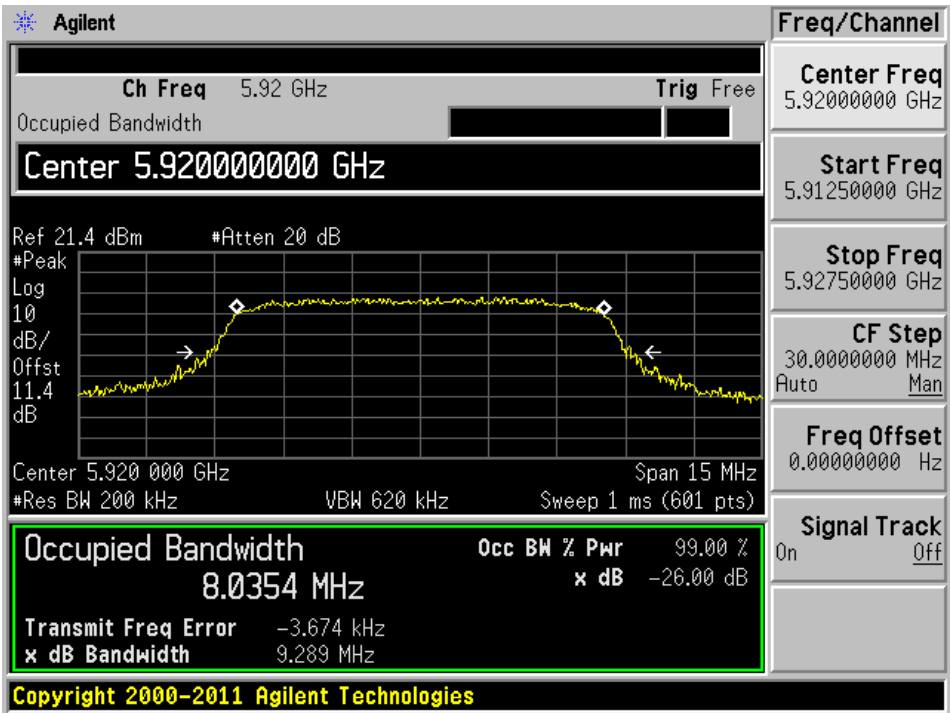 Agilent
Freq/Channel
Ch Freq 5.92 GHz Trig Free
Occupied Bandwidth
Center 5.920000000 GHz
Ref 21.4 dBm #Atten 20 dB
#Peak
Log
10
dB/
Offst
11.4
dB
Center 5.920 000 GHz Span 15 MHz
#Res BW 200 kHz VBW 620 kHz Sweep 1 ms (601 pts)
Occupied Bandwidth
8.0354 MHz
Occ BW % Pwr 99.00 %
x dB -26.00 dB
Transmit Freq Error -3.674 kHz
x dB Bandwidth 9.289 MHz
Center Freq
5.92000000 GHz
Start Freq
5.91250000 GHz
Stop Freq
5.92750000 GHz
CF Step
30.0000000 MHz
Auto Man
Freq Offset
0.00000000 Hz
Signal Track
On Off
Copyright 2000-2011 Agilent Technologies